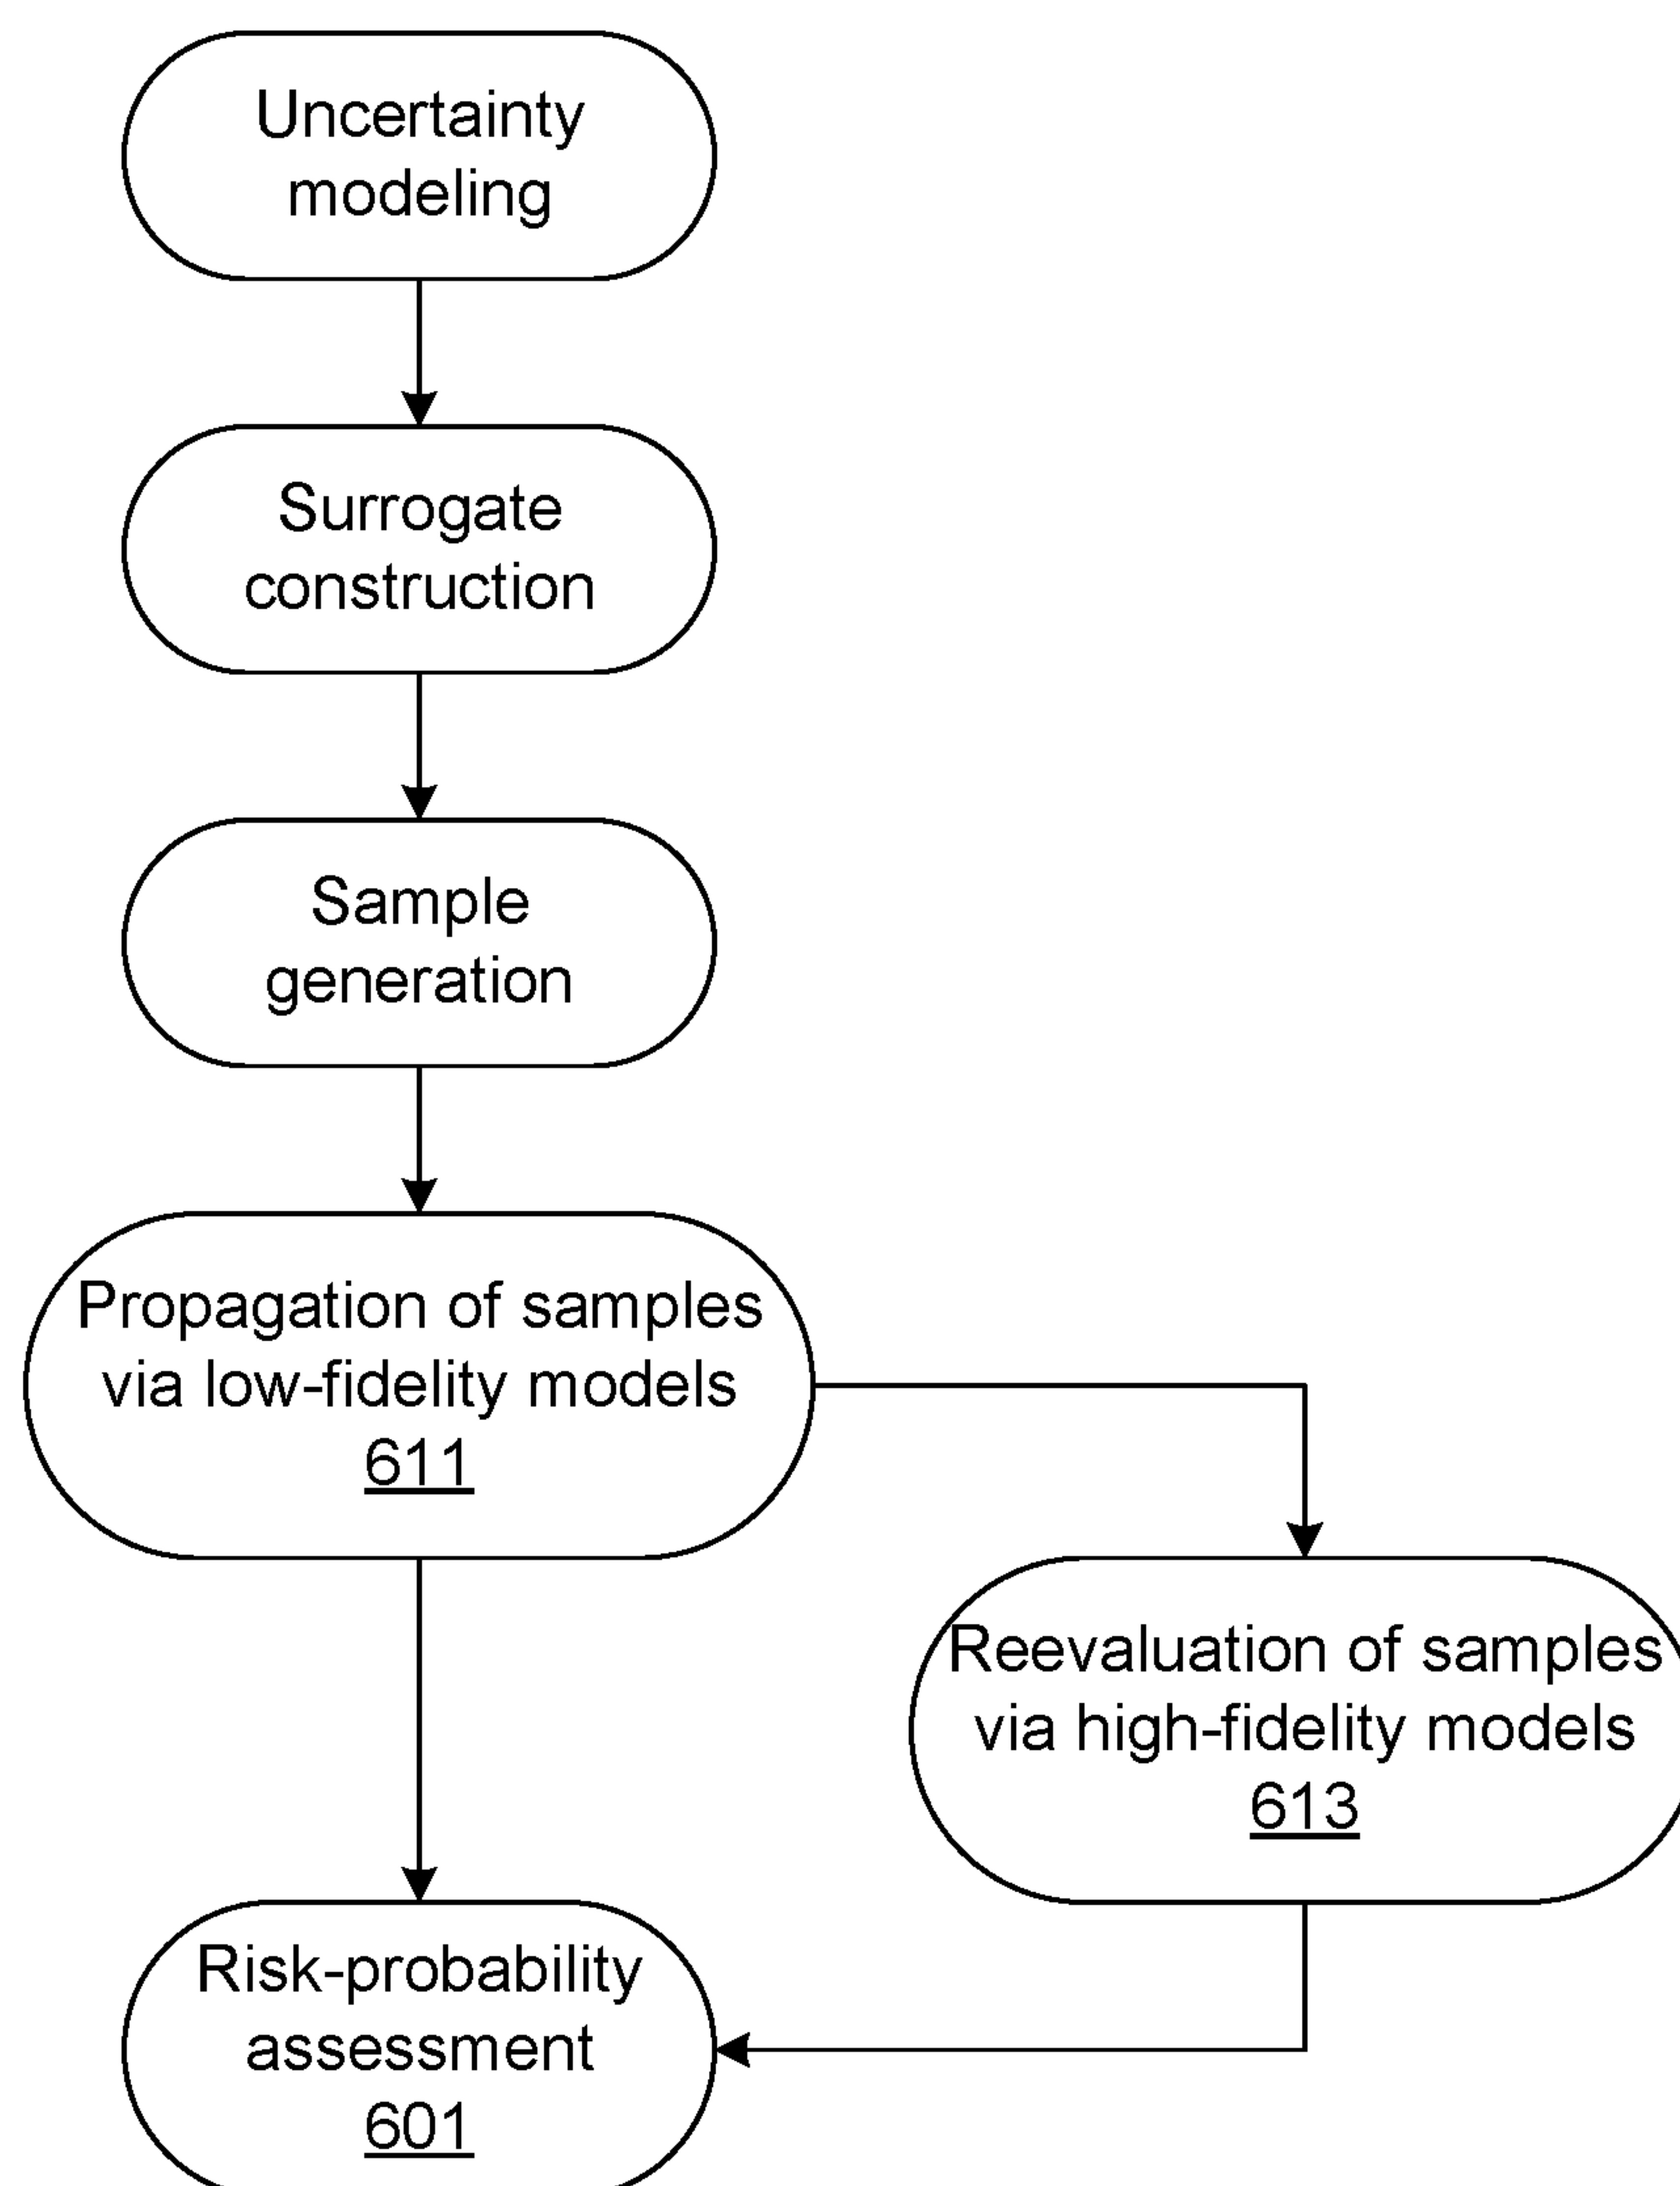 Uncertainty
modeling
Surrogate
construction
Sample
generation
Propagation of samples
via low-fidelity models
611
Reevaluation of samples
via high-fidelity models
613
Risk-probability
assessment
601